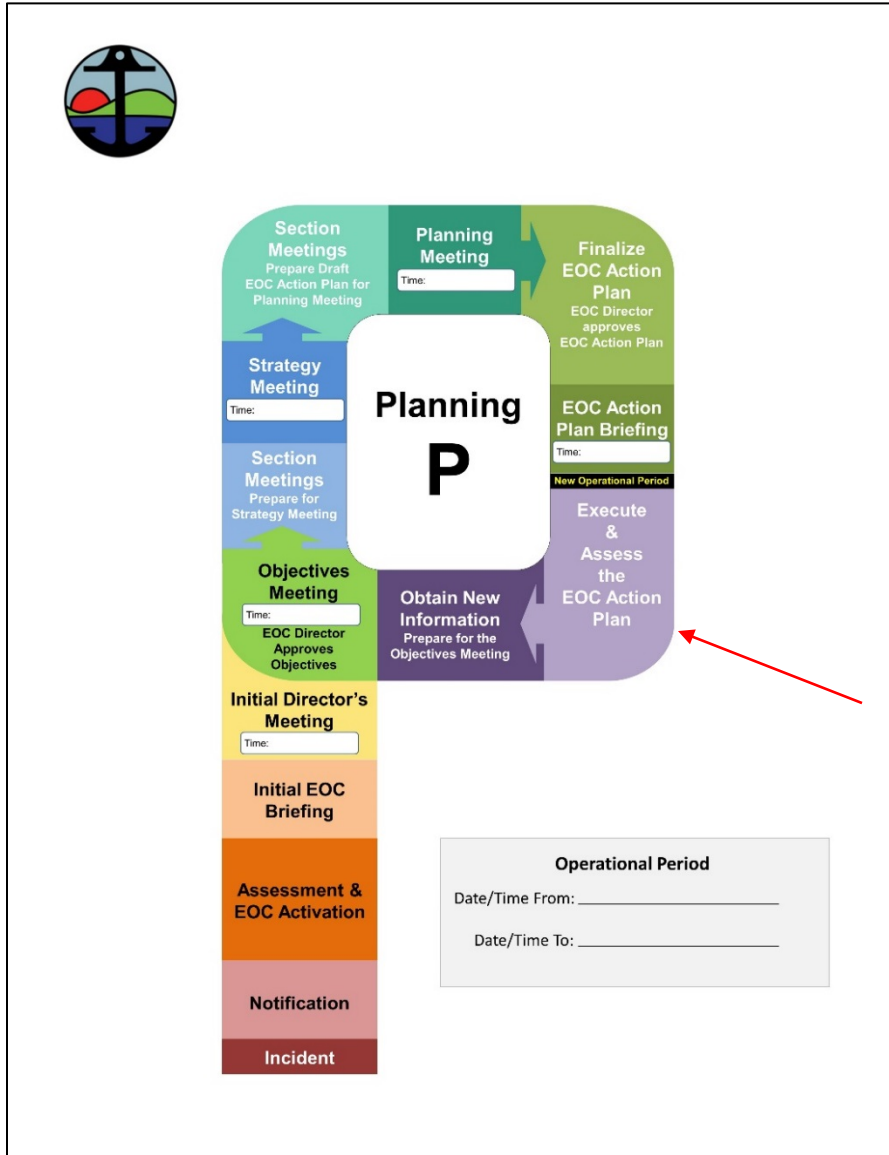 Section
Meetings
Prepare Draft
EOC Action Plan for
Planning Meeting
Planning
Meeting
Time:
Finalize
EOC Action
Plan
EOC Director
approves
EOC Action Plan
Strategy
Meeting
Time:
Planning
P
EOC Action
Plan Briefing
Time:
New Operational Period
Section
Meetings
Prepare for
Strategy Meeting
Execute
&
Assess
the
EOC Action
Plan
Objectives
Meeting
Time:
EOC Director
Approves
Objectives
Obtain New
Information
Prepare for the
Objectives Meeting
Initial Director's
Meeting
Time:
Initial EOC
Briefing
Assessment &
EOC Activation
Notification
Incident
Operational Period
Date/Time From:
Date/Time To: